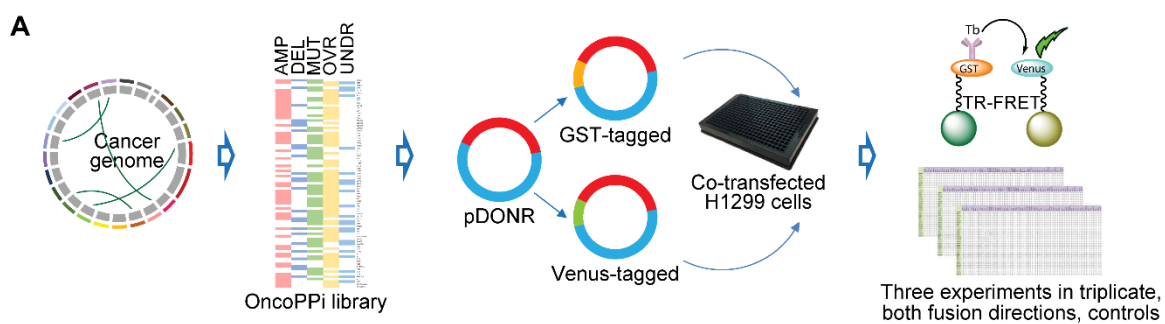 A
Cancer
genome
AMP
DEL
MUT
OVR
UNDR
OncoPPi library
pDONR
GST-tagged
Venus-tagged
Co-transfected
H1299 cells
Tb
GST
Venus
TR-FRET
Three experiments in triplicate,
both fusion directions, controls